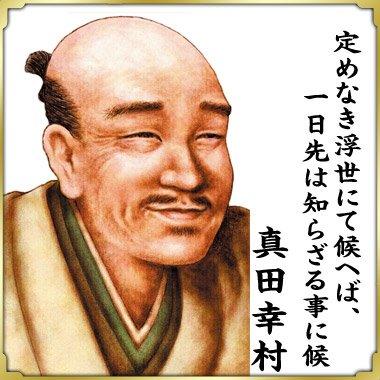 定めなき浮世にて候へば、
一日先は知らざる事に候
真田幸村